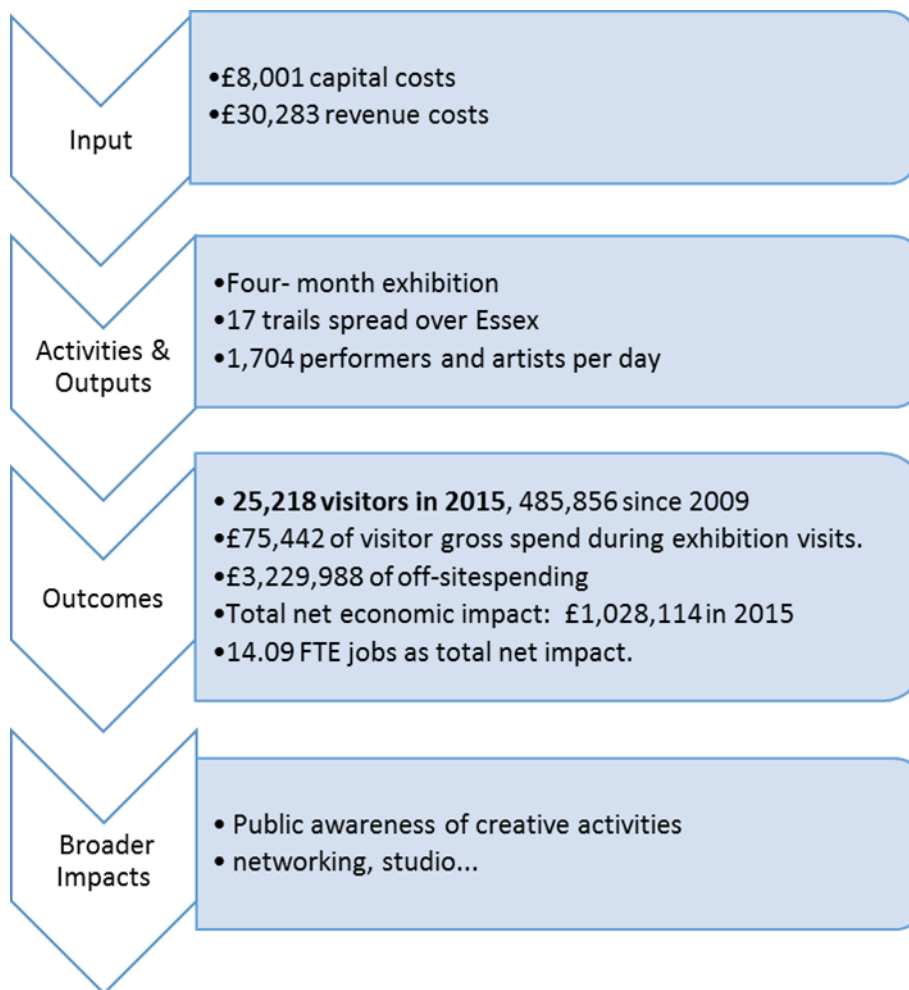 Input
•£8,001 capital costs
•£30,283 revenue costs
Activities &
Outputs
•Four- month exhibition
•17 trails spread over Essex
•1,704 performers and artists per day
Outcomes
• 25,218 visitors in 2015, 485,856 since 2009
•£75,442 of visitor gross spend during exhibition visits.
•£3,229,988 of off-sitespending
•Total net economic impact:  £1,028,114 in 2015
•14.09 FTE jobs as total net impact.
Broader
Impacts
• Public awareness of creative activities
• networking, studio...